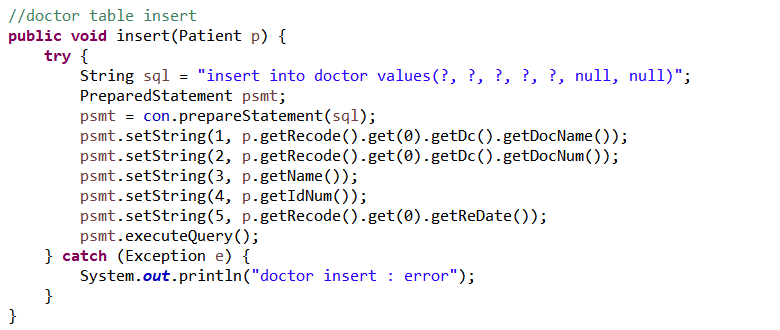 //doctor table insert
public void insert(Patient p) {
    try {
        String sql = "insert into doctor values(?, ?, ?, ?, ?, null, null)";
        PreparedStatement psmt;
        psmt = con.prepareStatement(sql);
        psmt.setString(1, p.getRecode().get(0).getDc().getDocName());
        psmt.setString(2, p.getRecode().get(0).getDc().getDocNum());
        psmt.setString(3, p.getName());
        psmt.setString(4, p.getIdNum());
        psmt.setString(5, p.getRecode().get(0).getReDate());
        psmt.executeQuery();
    } catch (Exception e) {
        System.out.println("doctor insert : error");
    }
}